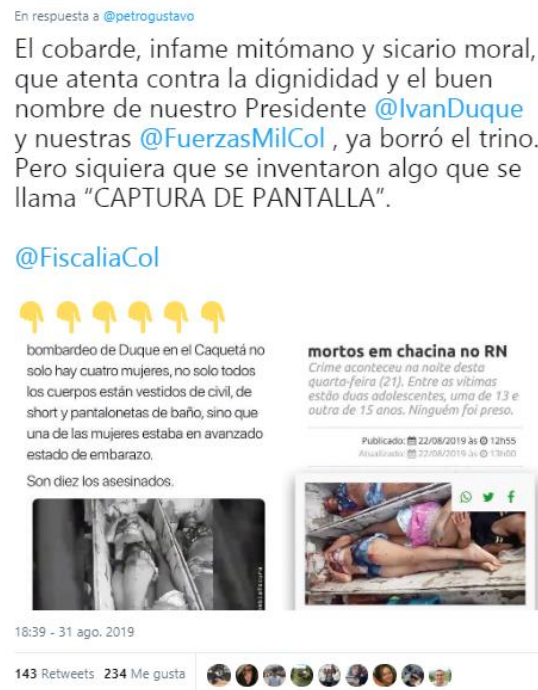 En respuesta a @petrogustavo
El cobarde, infame mitómano y sicario moral,
que atenta contra la dignididad y el buen
nombre de nuestro Presidente @IvanDuque
y nuestras @FuerzasMilCol , ya borró el trino.
Pero siquiera que se inventaron algo que se
llama “CAPTURA DE PANTALLA”.
@FiscaliaCol
bombardeo de Duque en el Caquetá no
solo hay cuatro mujeres, no solo todos
los cuerpos están vestidos de civil, de
short y pantalonetas de baño, sino que
una de las mujeres estaba en avanzado
estado de embarazo.
Son diez los asesinados.
mortos em chacina no RN
Crime aconteceu na noite desta
quarta-feira (21). Entre as vítimas
estão duas adolescentes, uma de 13 e
outra de 15 anos. Ninguém foi preso.
Publicado: 22/08/2019 às 12h55
Atualizado: 22/08/2019 às 13h00
18:39 - 31 ago. 2019
143 Retweets 234 Me gusta